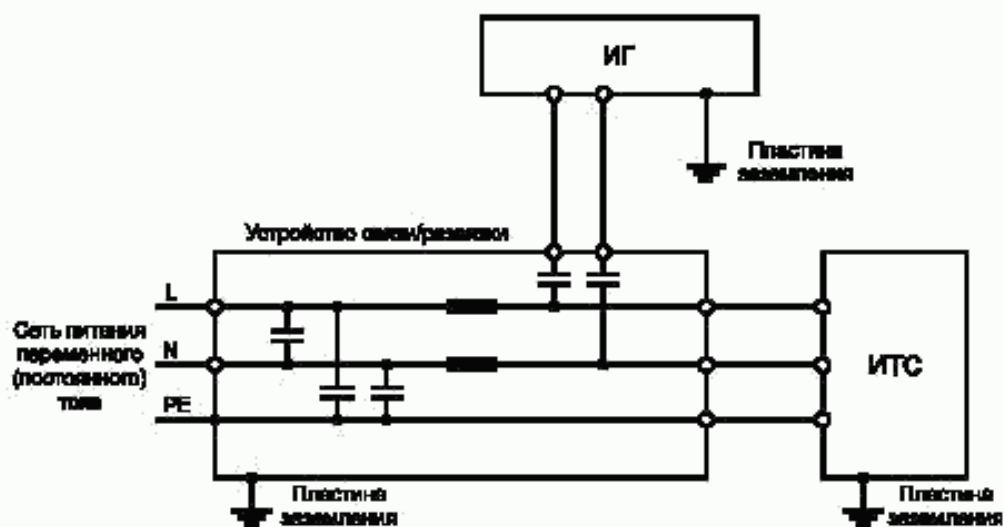 ИГ
Пластина
заземления
Устройство связи/развязки
L
Сеть питания
переменного
(постоянного)
тока
N
PE
ИТС
Пластина
заземления
Пластина
заземления